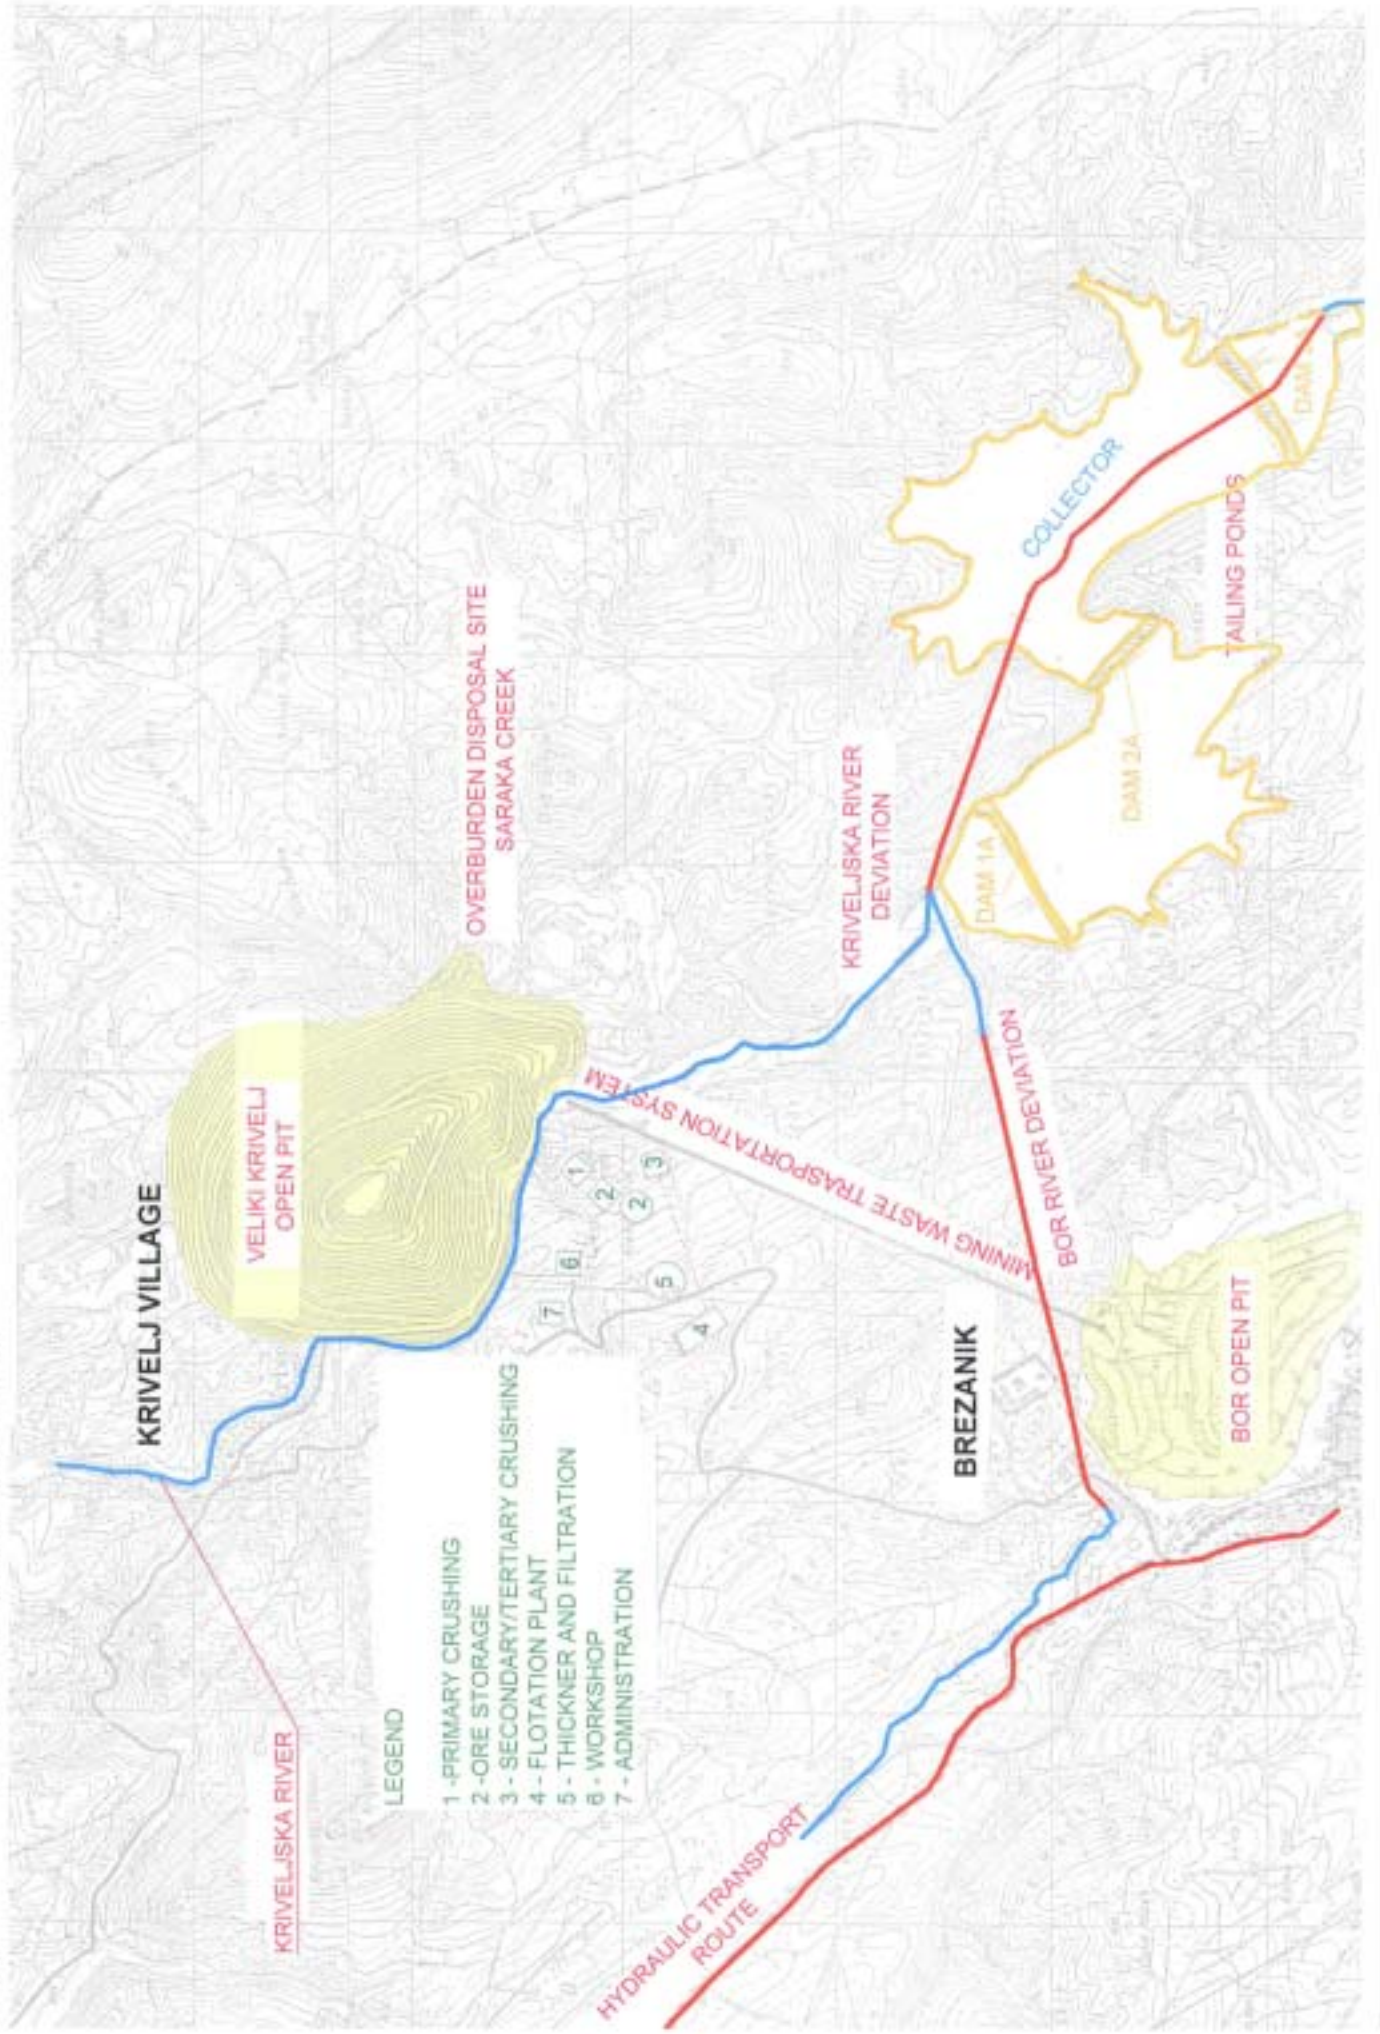 KRIVELJSKA RIVER
KRIVELJ VILLAGE
VELIKI KRIVELJ
OPEN PIT
OVERBURDEN DISPOSAL SITE
SARAKA CREEK
LEGEND
1 -PRIMARY CRUSHING
2 -ORE STORAGE
3 - SECONDARY/TERTIARY CRUSHING
4 - FLOTATION PLANT
5 - THICKNER AND FILTRATION
6 - WORKSHOP
7 - ADMINISTRATION
7
6
1
2
2
3
5
4
MINING WASTE TRASPORTATION SYSTEM
HYDRAULIC TRANSPORT
ROUTE
BREZANIK
KRIVELJSKA RIVER
DEVIATION
BOR RIVER DEVIATION
BOR OPEN PIT
DAM 1A
DAM 2A
COLLECTOR
TAILING PONDS
DAM